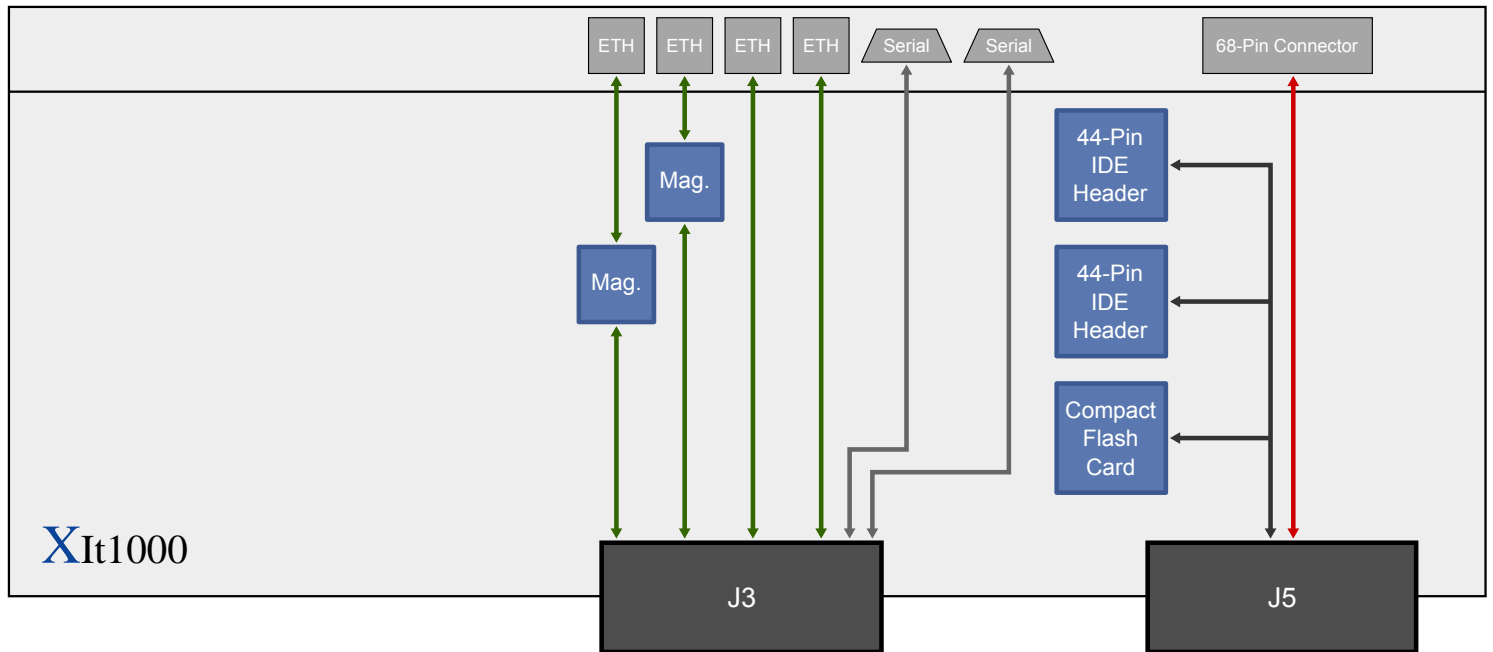 ETH ETH ETH ETH Serial Serial 68-Pin Connector
44-Pin
IDE
Header
Mag.
44-Pin
IDE
Header
Mag.
Compact
Flash
Card
XIt1000
J3
J5